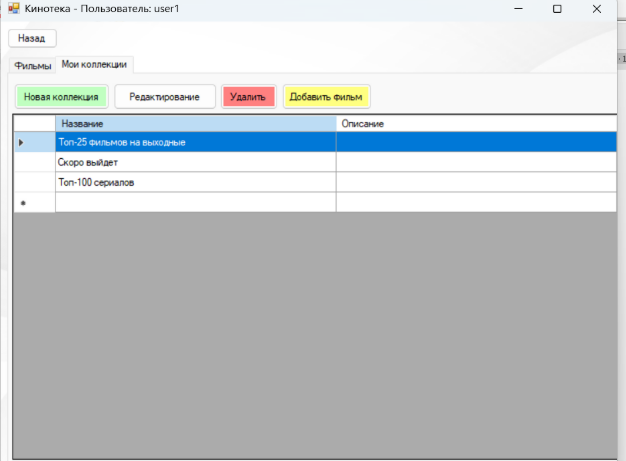 Кинотека - Пользователь: user1
Назад
Фильмы Мои коллекции
Новая коллекция Редактирование Удалить Добавить фильм
Название Описание
Топ-25 Фильмов на выходные
Скоро выйдет
Топ-100 сериалов